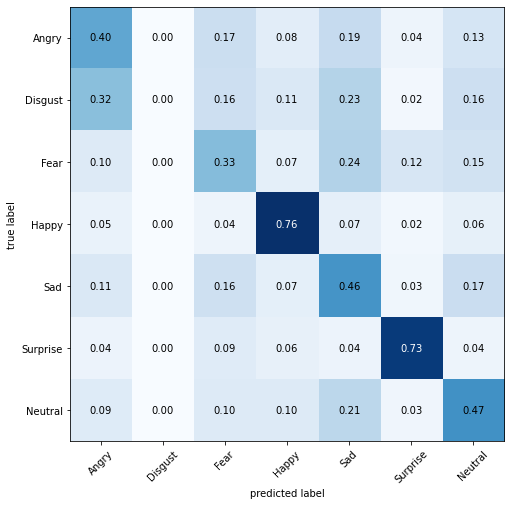 Angry 0.40 0.00 0.17 0.08 0.19 0.04 0.13
Disgust 0.32 0.00 0.16 0.11 0.23 0.02 0.16
Fear 0.10 0.00 0.33 0.07 0.24 0.12 0.15
Happy 0.05 0.00 0.04 0.76 0.07 0.02 0.06
Sad 0.11 0.00 0.16 0.07 0.46 0.03 0.17
Surprise 0.04 0.00 0.09 0.06 0.04 0.73 0.04
Neutral 0.09 0.00 0.10 0.10 0.21 0.03 0.47
true label
Angry Disgust Fear Happy Sad Surprise Neutral
predicted label